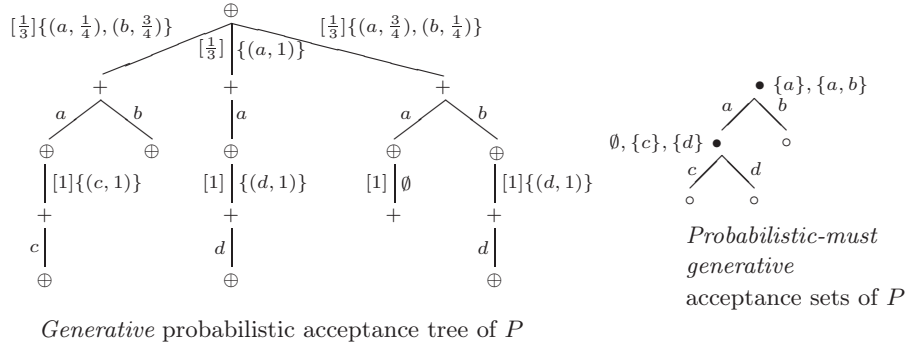 ⊕
[1/3]{(a, 1/4), (b, 3/4)} [1/3] {(a, 1)} [1/3]{(a, 3/4), (b, 1/4)}
+ + +
a b a a b
⊕ ⊕ ⊕ ⊕ ⊕
[1]{(c, 1)} [1] {(d, 1)} [1] ∅ [1]{(d, 1)}
+ + + +
c d d
⊕ ⊕ ⊕
Generative probabilistic acceptance tree of P
• {a}, {a, b}
a b
∅, {c}, {d} • ∘
c d
∘ ∘
Probabilistic-must
generative
acceptance sets of P